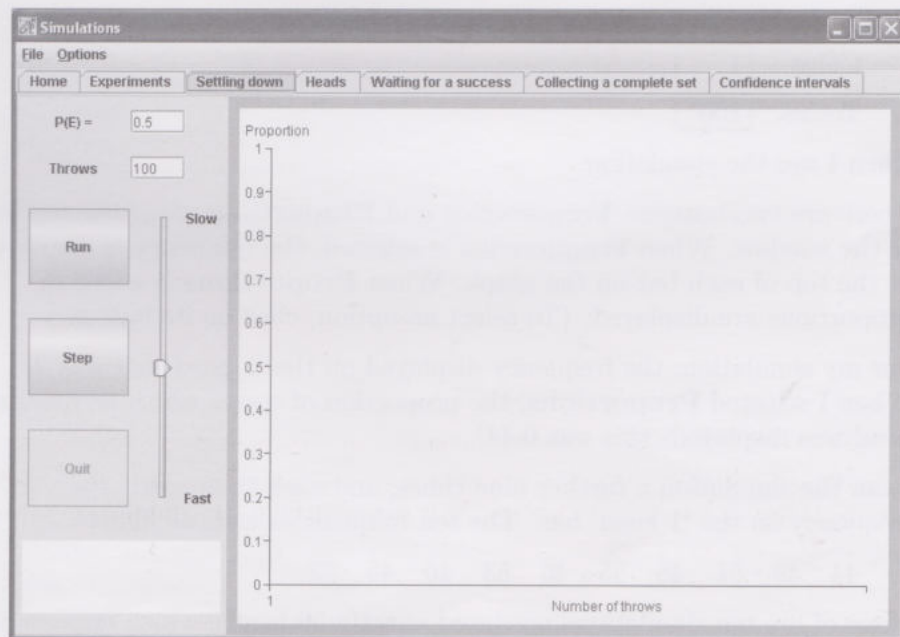 Simulations
File Options
Home Experiments Settling down Heads Waiting for a success Collecting a complete set Confidence intervals
P(E) = 0.5
Throws 100
Run
Step
Quit
Slow
Fast
Proportion
1
0.9
0.8
0.7
0.6
0.5
0.4
0.3
0.2
0.1
0
1
Number of throws